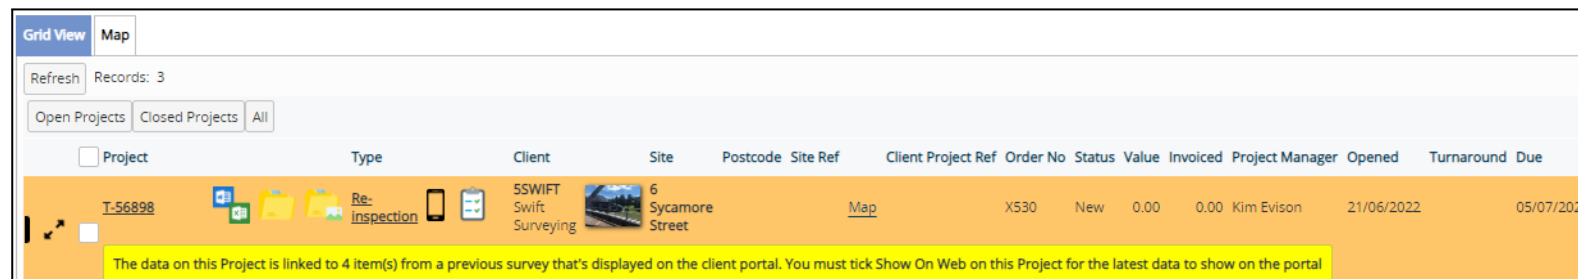 Grid View Map
Refresh Records: 3
Open Projects Closed Projects All
Project Type Client Site Postcode Site Ref Client Project Ref Order No Status Value Invoiced Project Manager Opened Turnaround Due
T-56898 Re-inspection 5SWIFT Swift Surveying 6 Sycamore Street Map X530 New 0.00 0.00 Kim Evison 21/06/2022 05/07/202
The data on this Project is linked to 4 item(s) from a previous survey that's displayed on the client portal. You must tick Show On Web on this Project for the latest data to show on the portal